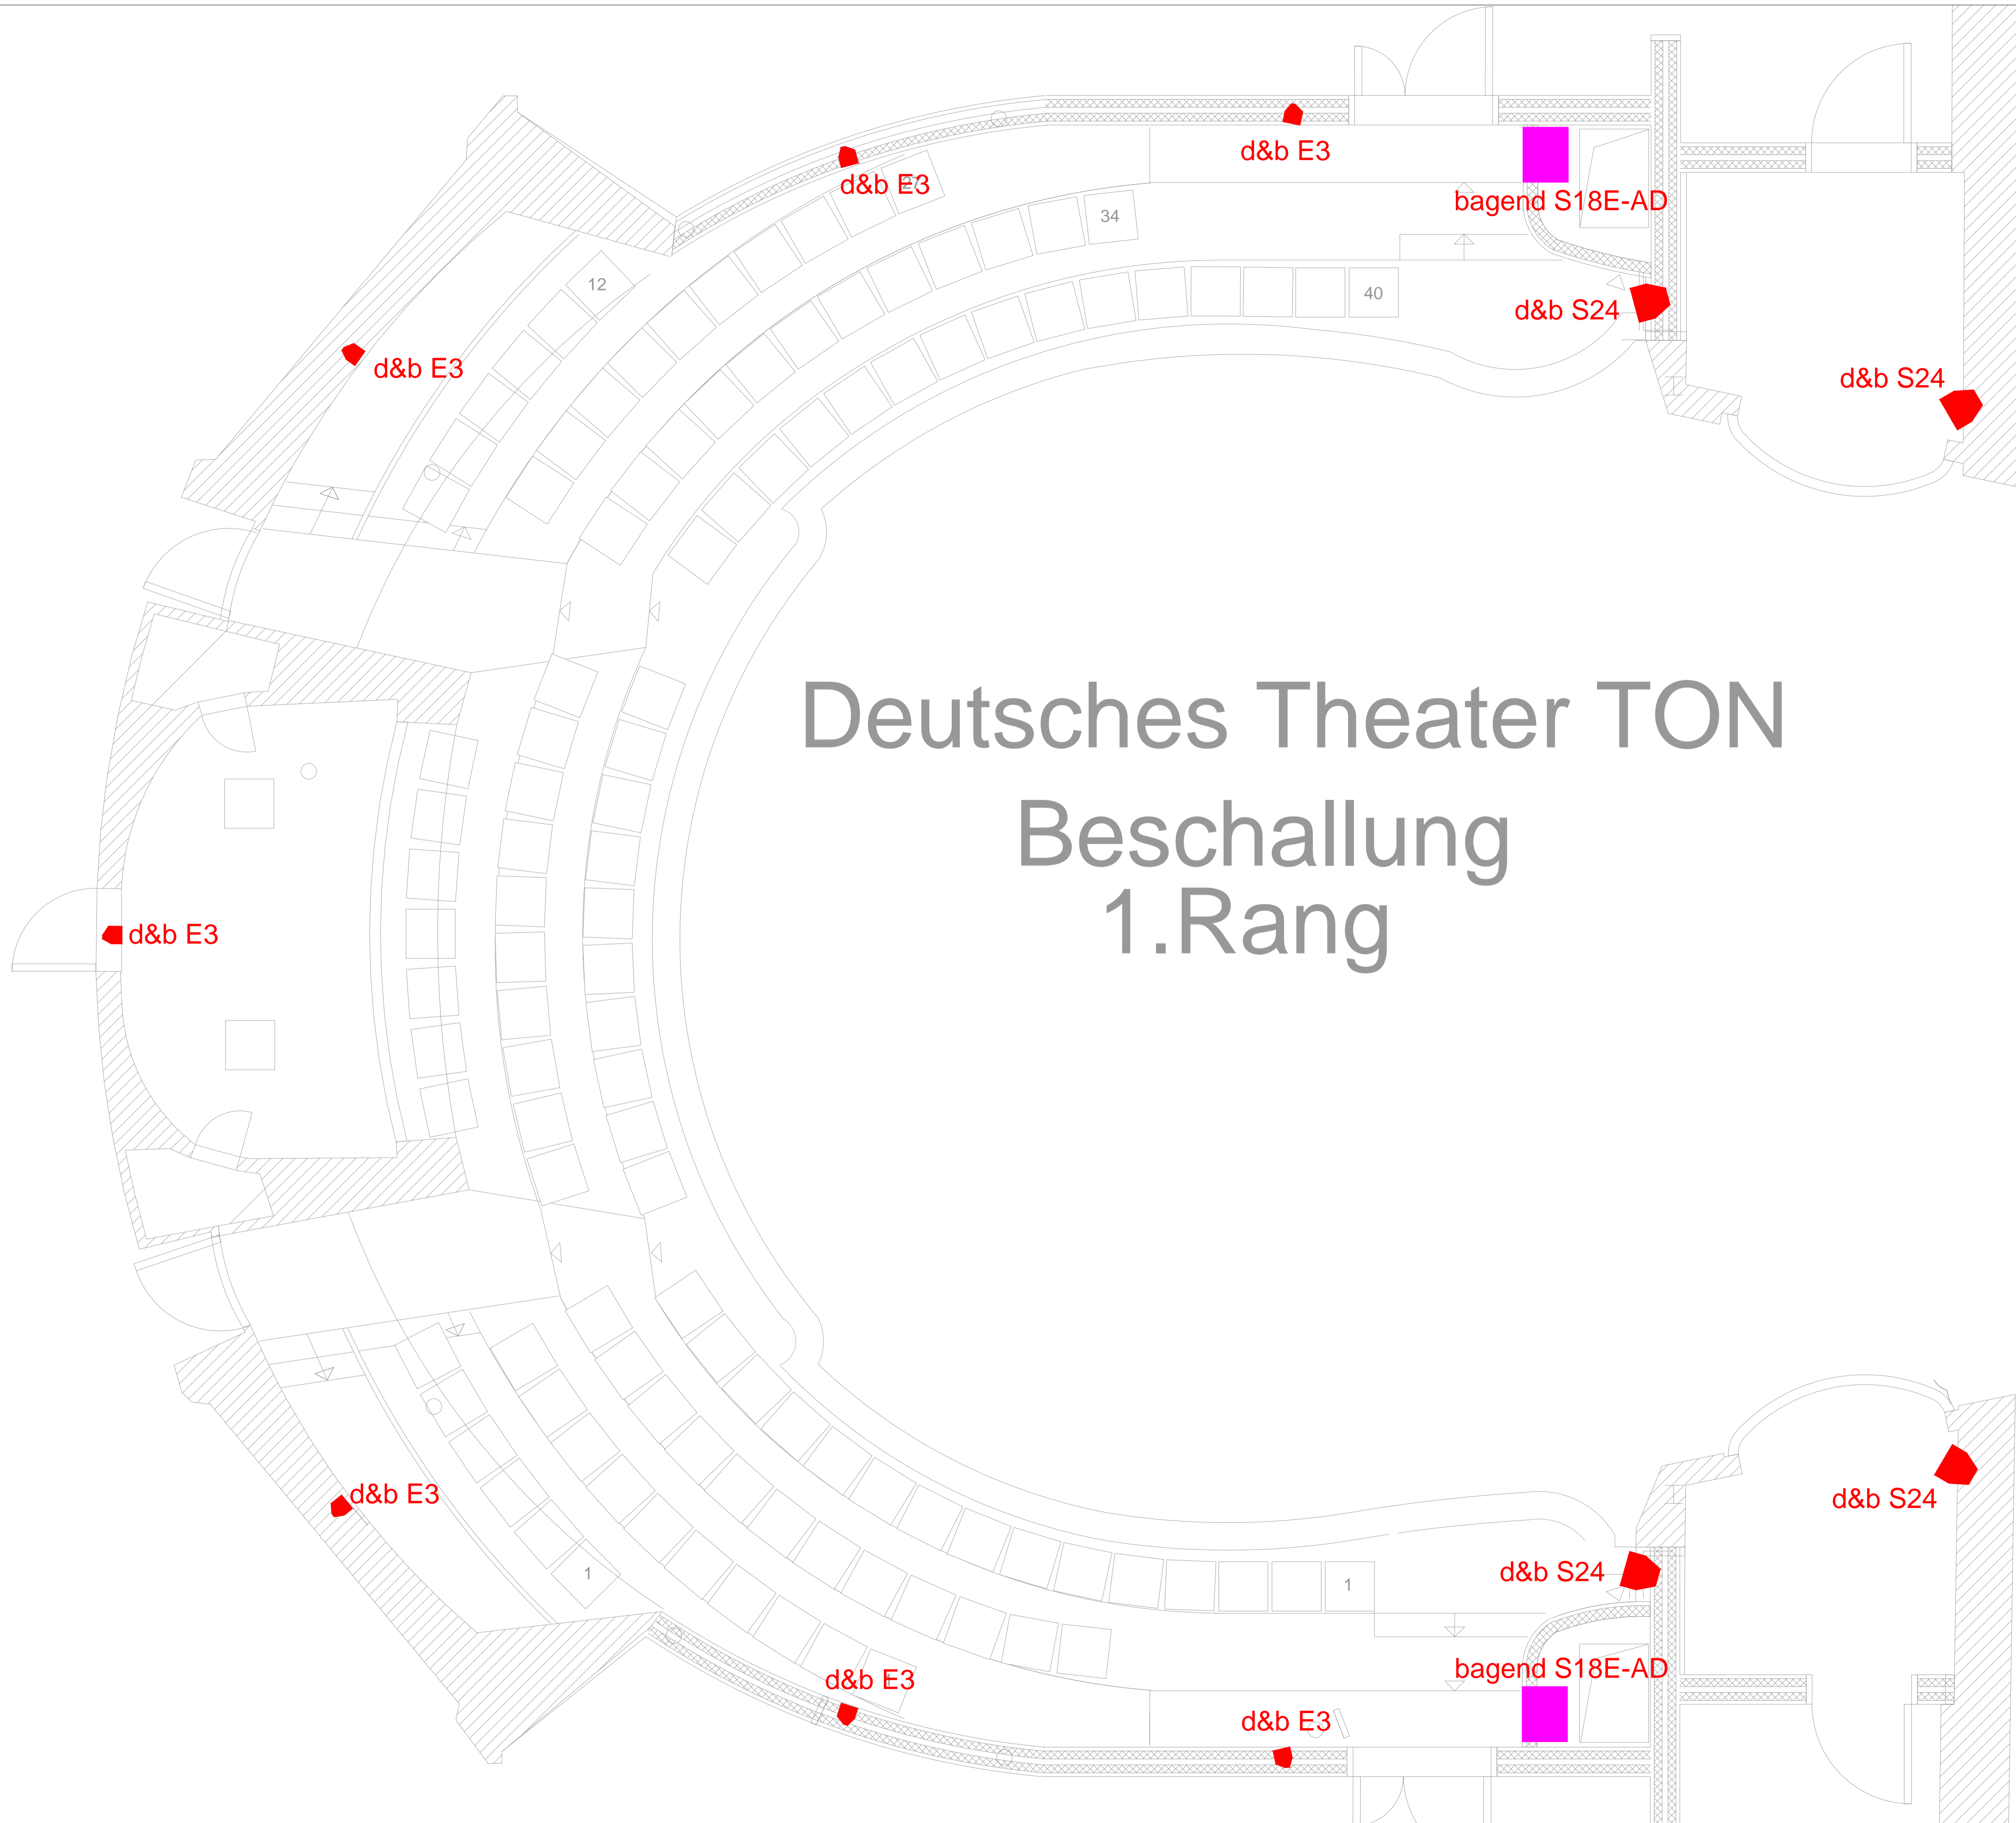 d&b E3
d&b E3
27
bagend S18E-AD
34
12
40
d&b S24
d&b E3
d&b S24
Deutsches Theater TON
Beschallung
1.Rang
d&b E3
d&b E3
d&b S24
1
1
d&b S24
bagend S18E-AD
d&b E3
d&b E3